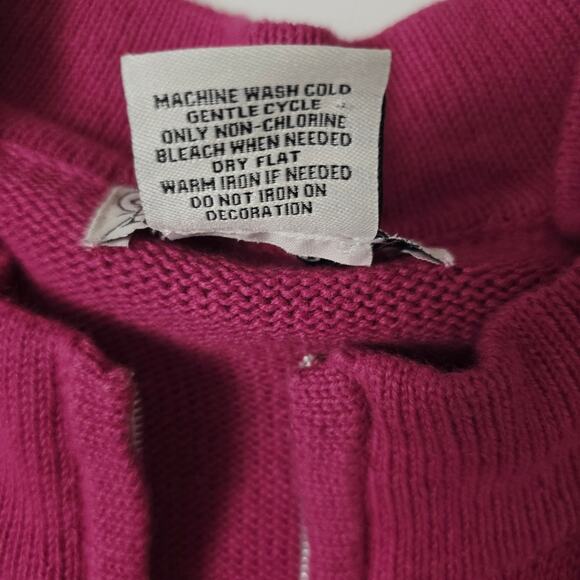 MACHINE WASH COLD
GENTLE CYCLE
ONLY NON-CHLORINE
BLEACH WHEN NEEDED
DRY FLAT
WARM IRON IF NEEDED
DO NOT IRON ON
DECORATION